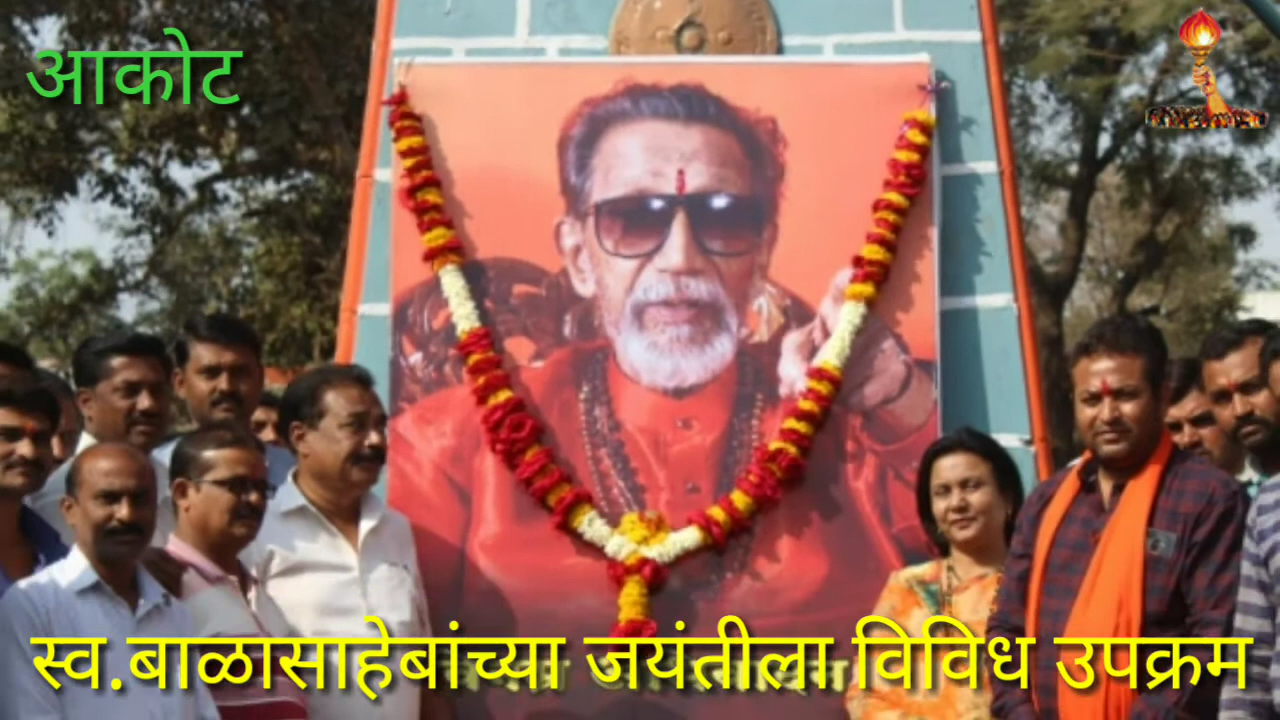 आकोट
स्व.बाळासाहेबांच्या जयंतीला विविध उपक्रम